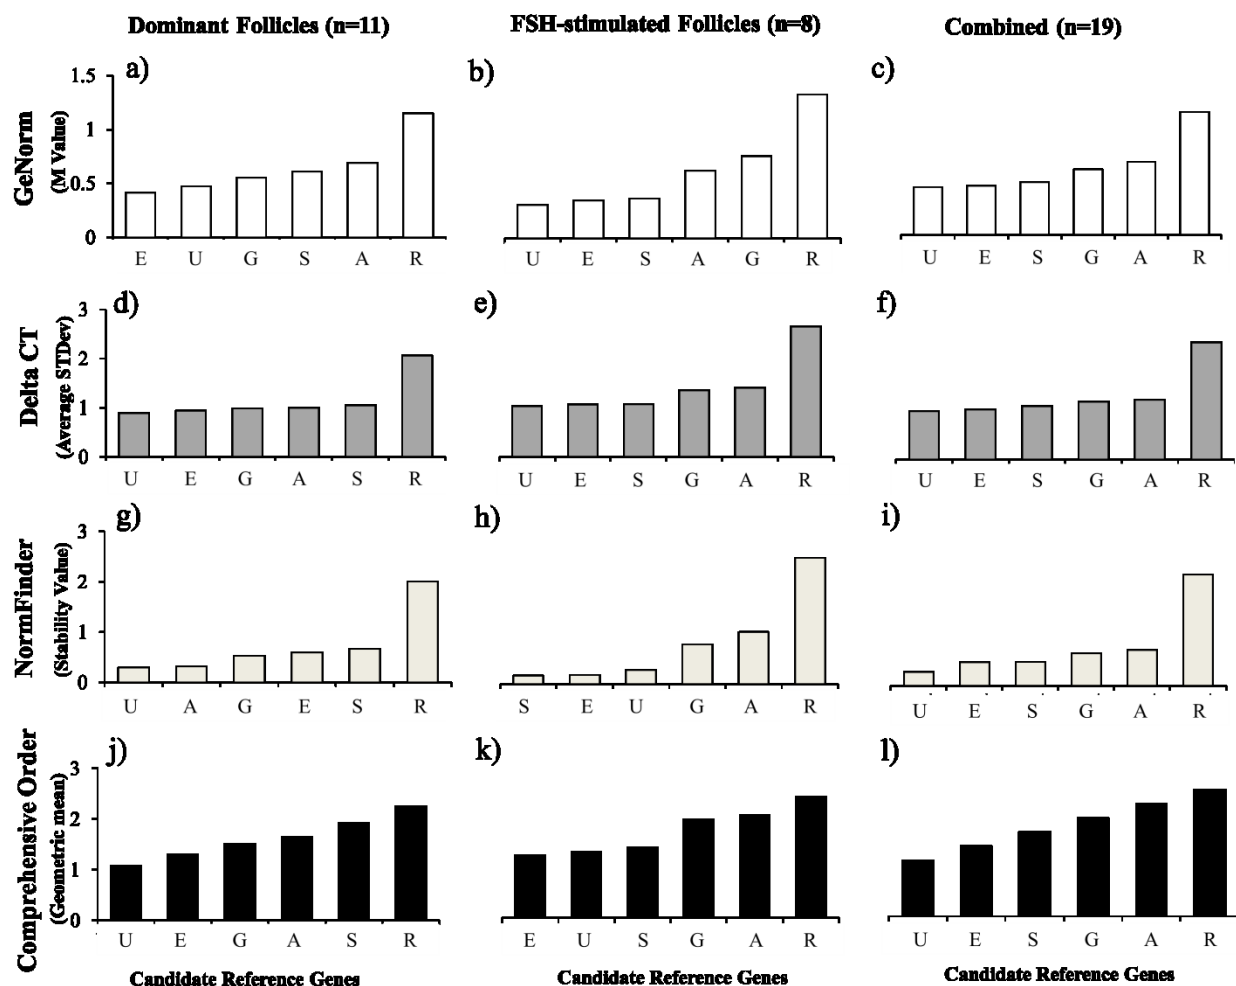 Dominant Follicles (n=11)
FSH-stimulated Follicles (n=8)
Combined (n=19)
GeNorm
(M Value)
a)
1.5
1
0.5
0
E U G S A R
b)
U E S A G R
c)
U E S G A R
Delta CT
(Average STDev)
d)
3
2
1
0
U E G A S R
e)
U E S G A R
f)
U E S G A R
NormFinder
(Stability Value)
g)
3
2
1
0
U A G E S R
h)
S E U G A R
i)
U E S G A R
Comprehensive Order
(Geometric mean)
j)
3
2
1
0
U E G A S R
k)
E U S G A R
l)
U E S G A R
Candidate Reference Genes
Candidate Reference Genes
Candidate Reference Genes